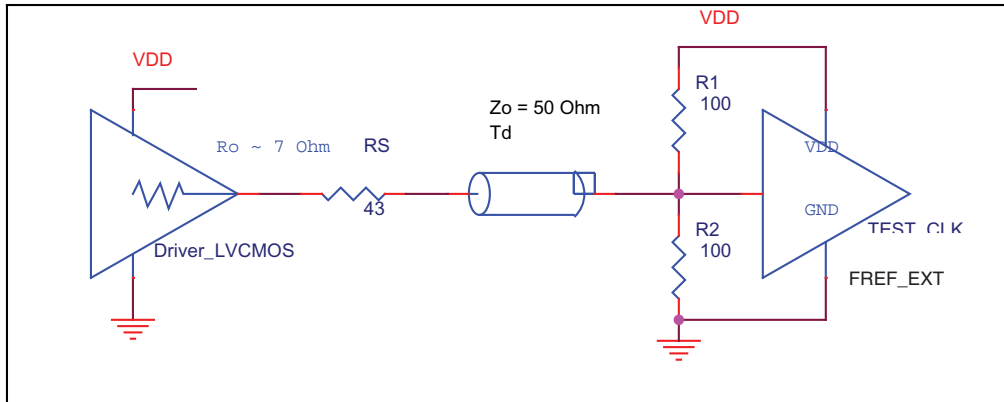 VDD
VDD
R1
100
Zo = 50 Ohm
Td
Ro ~ 7 Ohm
RS
VDD
43
GND
R2
100
TEST_CLK
Driver_LVCMOS
FREF_EXT